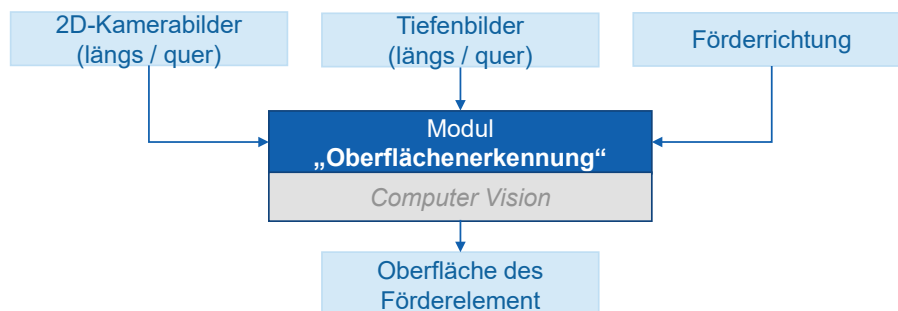 2D-Kamerabilder
(längs / quer)
Tiefenbilder
(längs / quer)
Förderrichtung
Modul
„Oberflächenerkennung“
Computer Vision
Oberfläche des
Förderelement